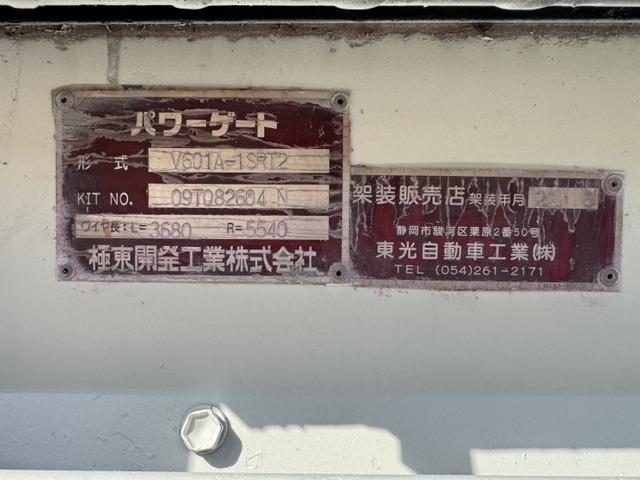 パワーゲート
形式 V601A-1SRT2
KIT NO. 09T082604 N
ワイヤ長:L= 3680 R= 5540
極東開発工業株式会社
架装販売店 架装年月
静岡市駿河区栗原2番50号
東光自動車工業(株)
TEL (054)261-2171